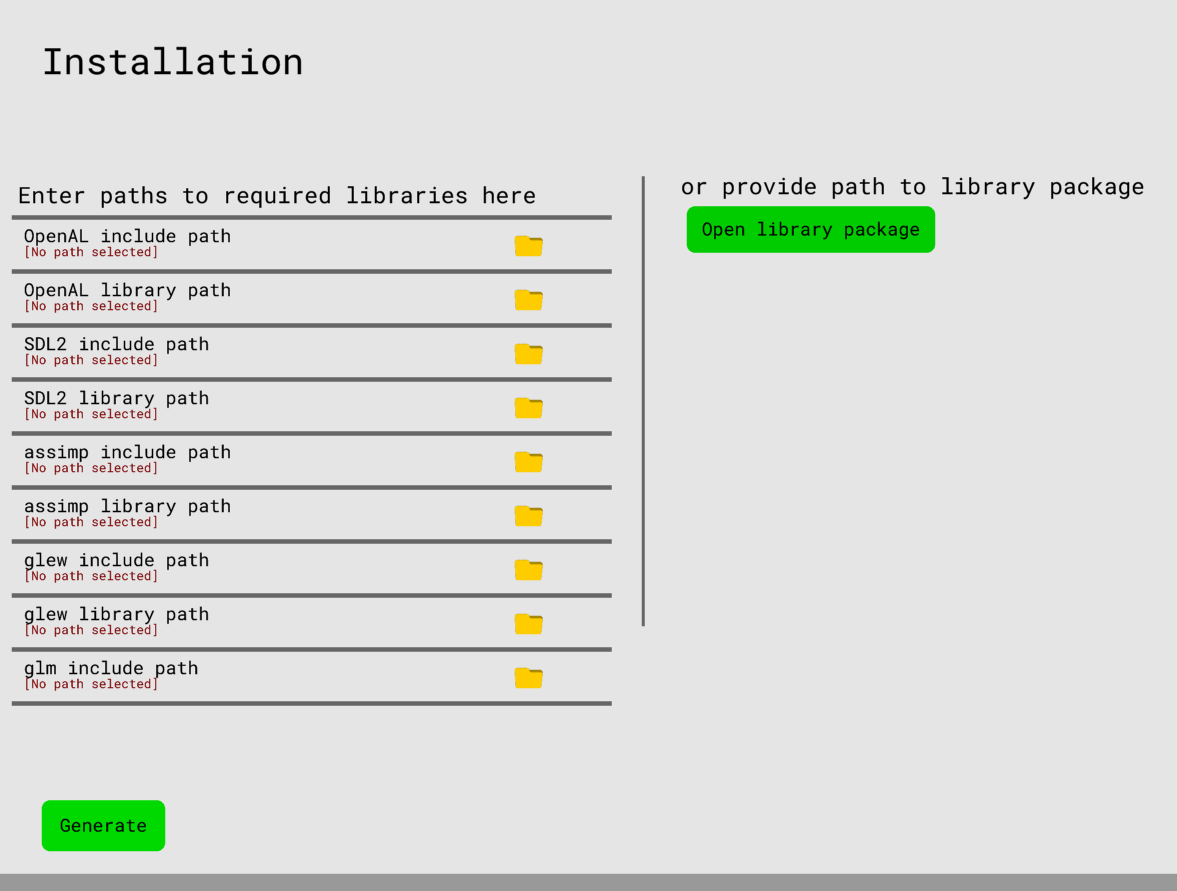 Installation
Enter paths to required libraries here
OpenAL include path
[No path selected]
OpenAL library path
[No path selected]
SDL2 include path
[No path selected]
SDL2 library path
[No path selected]
assimp include path
[No path selected]
assimp library path
[No path selected]
glew include path
[No path selected]
glew library path
[No path selected]
glm include path
[No path selected]
or provide path to library package
Open library package
Generate